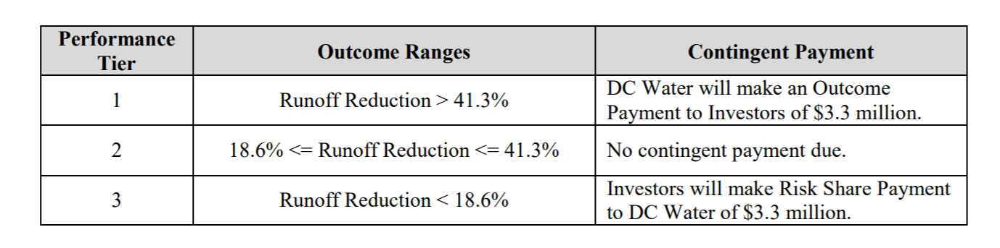 Performance
Tier
Outcome Ranges
Contingent Payment
1
Runoff Reduction > 41.3%
DC Water will make an Outcome
Payment to Investors of $3.3 million.
2
18.6% <= Runoff Reduction <= 41.3%
No contingent payment due.
3
Runoff Reduction < 18.6%
Investors will make Risk Share Payment
to DC Water of $3.3 million.